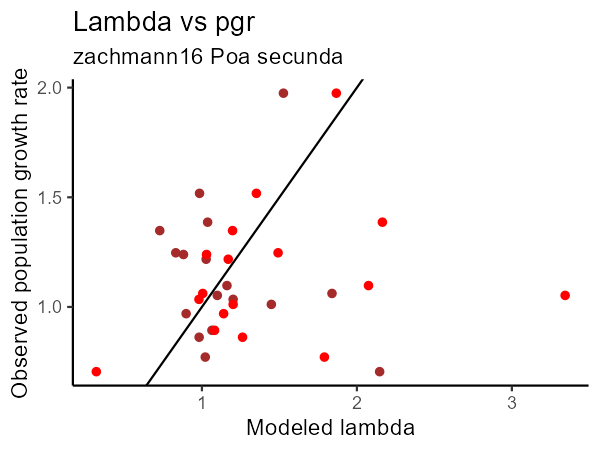 Lambda vs pgr
zachmann16 Poa secunda
Observed population growth rate
2.0
1.5
1.0
1
2
3
Modeled lambda